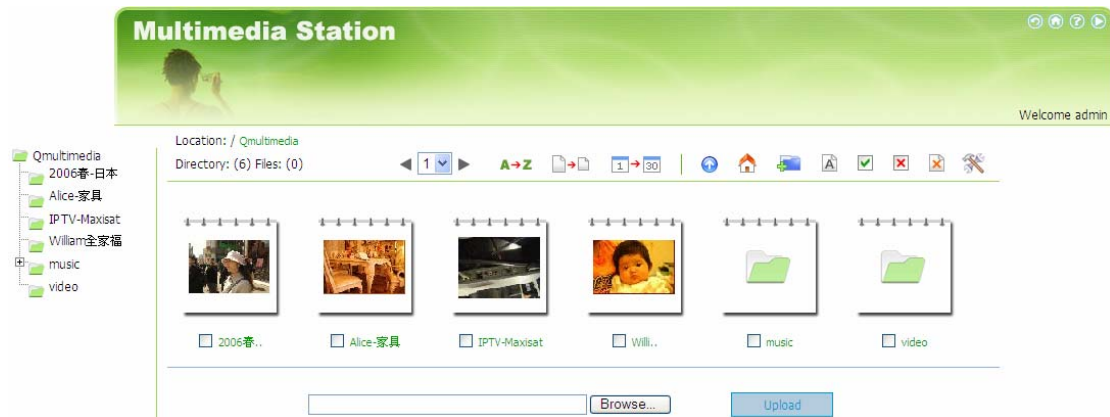 Multimedia Station
Welcome admin
Location: / Qmultimedia
Directory: (6) Files: (0)
1
A→Z
1→30
A
Qmultimedia
2006春-日本
Alice-家具
IPTV-Maxisat
William全家福
music
video
2006春..
Alice-家具
IPTV-Maxisat
Willi..
music
video
Browse...
Upload